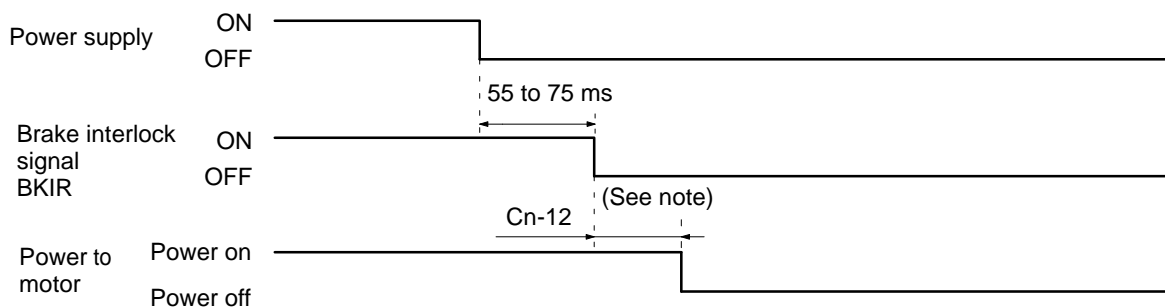 Power supply
ON
OFF
55 to 75 ms
Brake interlock
signal
BKIR
ON
OFF
(See note)
Cn-12
Power to
motor
Power on
Power off